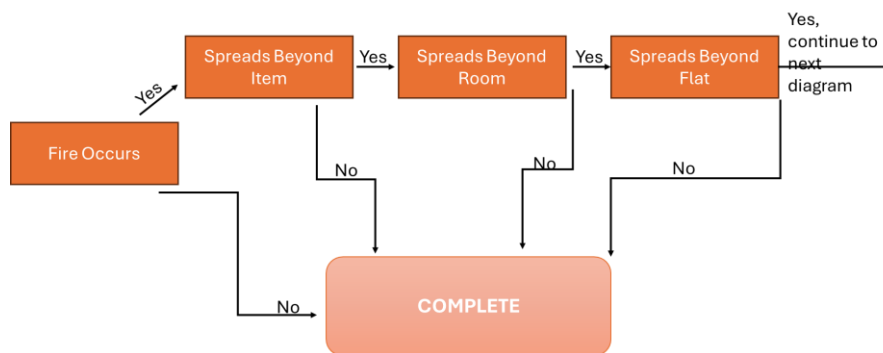 Yes,
continue to
next
diagram
Spreads Beyond
Item
Yes
Spreads Beyond
Room
Yes
Spreads Beyond
Flat
Yes
Fire Occurs
No
No
No
No
COMPLETE